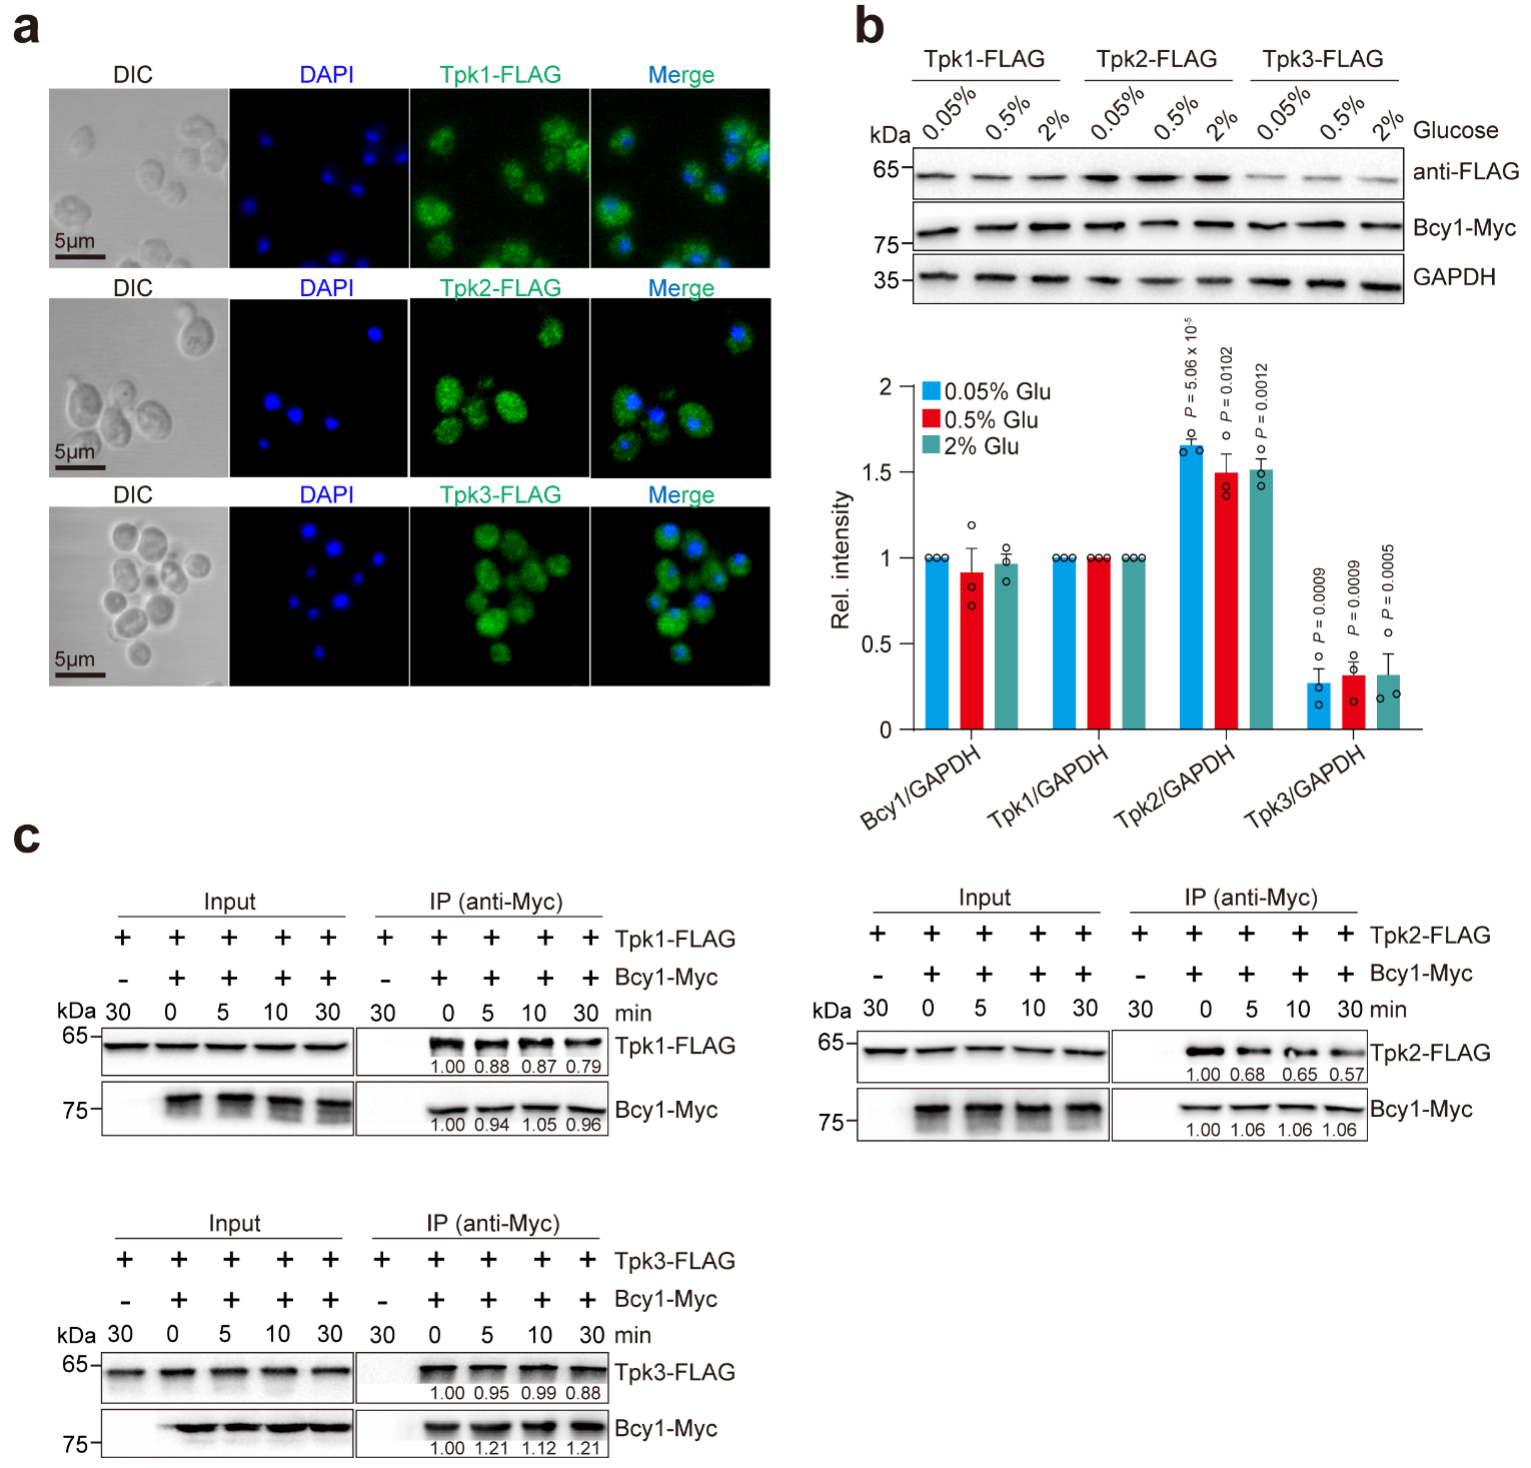 a
DIC DAPI Tpk1-FLAG Merge
5μm
DIC DAPI Tpk2-FLAG Merge
5μm
DIC DAPI Tpk3-FLAG Merge
5μm
b
Tpk1-FLAG Tpk2-FLAG Tpk3-FLAG
kDa 0.05% 0.5% 2% 0.05% 0.5% 2% 0.05% 0.5% 2% Glucose
65 anti-FLAG
75 Bcy1-Myc
35 GAPDH
Rel. intensity
2
1.5
1
0.5
0
0.05% Glu
0.5% Glu
2% Glu
P = 5.06 x 10-5
P = 0.0102
P = 0.0012
P = 0.0009
P = 0.0009
P = 0.0005
Bcy1/GAPDH Tpk1/GAPDH Tpk2/GAPDH Tpk3/GAPDH
c
Input IP (anti-Myc)
+ + + + + + + + + + Tpk1-FLAG
- + + + + - + + + + Bcy1-Myc
kDa 30 0 5 10 30 30 0 5 10 30 min
65 Tpk1-FLAG
1.00 0.88 0.87 0.79
75 Bcy1-Myc
1.00 0.94 1.05 0.96
Input IP (anti-Myc)
+ + + + + + + + + + Tpk2-FLAG
- + + + + - + + + + Bcy1-Myc
kDa 30 0 5 10 30 30 0 5 10 30 min
65 Tpk2-FLAG
1.00 0.68 0.65 0.57
75 Bcy1-Myc
1.00 1.06 1.06 1.06
Input IP (anti-Myc)
+ + + + + + + + + + Tpk3-FLAG
- + + + + - + + + + Bcy1-Myc
kDa 30 0 5 10 30 30 0 5 10 30 min
65 Tpk3-FLAG
1.00 0.95 0.99 0.88
75 Bcy1-Myc
1.00 1.21 1.12 1.21